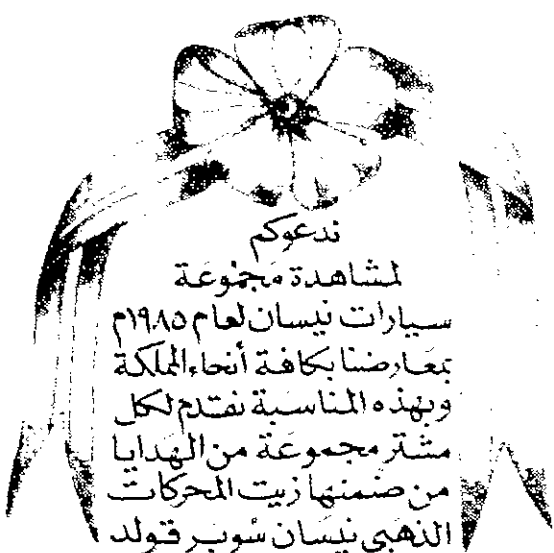 ندعوكم
لمشاهدة مجموعة
سيارات نيسان لعام ١٩٨٥م
بمعارضنا بكافة أنحاء المملكة
وبهذه المناسبة نقدم لكل
مشتر مجموعة من الهدايا
من ضمنها زيت المحركات
الذهبي نيسان سوبر قولد